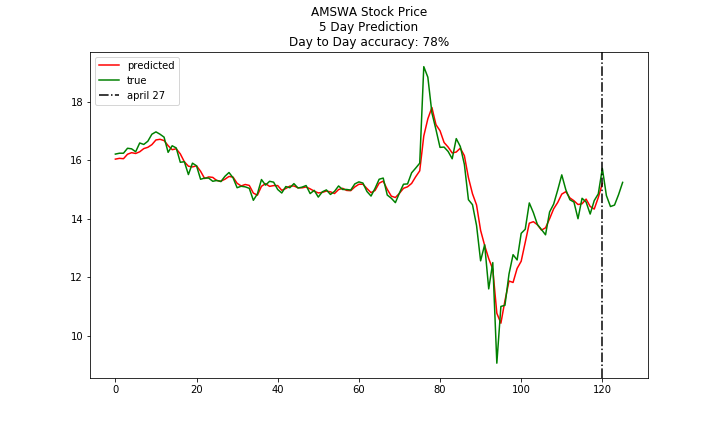 AMSWA Stock Price
5 Day Prediction
Day to Day accuracy: 78%
predicted
true
april 27
18
16
14
12
10
0 20 40 60 80 100 120